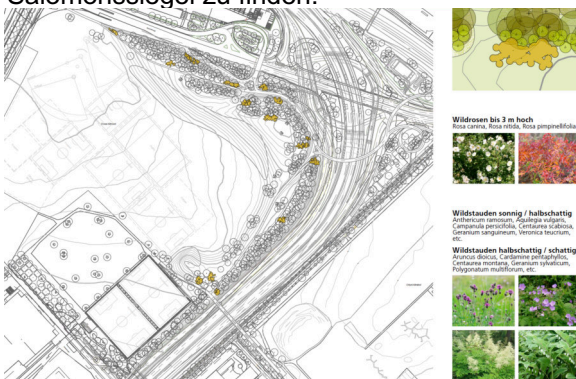 Salomonssiegel zu finden.
Wildrosen bis 3 m hoch
Rosa canina, Rosa nitida, Rosa pimpinellifolia
Wildstauden sonnig / halbschattig
Anthericum ramosum, Aquilegia vulgaris,
Campanula persicifolia, Centaurea scabiosa,
Geranium sanguineum, Veronica teucrium,
etc.
Wildstauden halbschattig / schattig
Aruncus dioicus, Cardamine pentaphyllos,
Centaurea montana, Geranium sylvaticum,
Polygonatum multiflorum, etc.